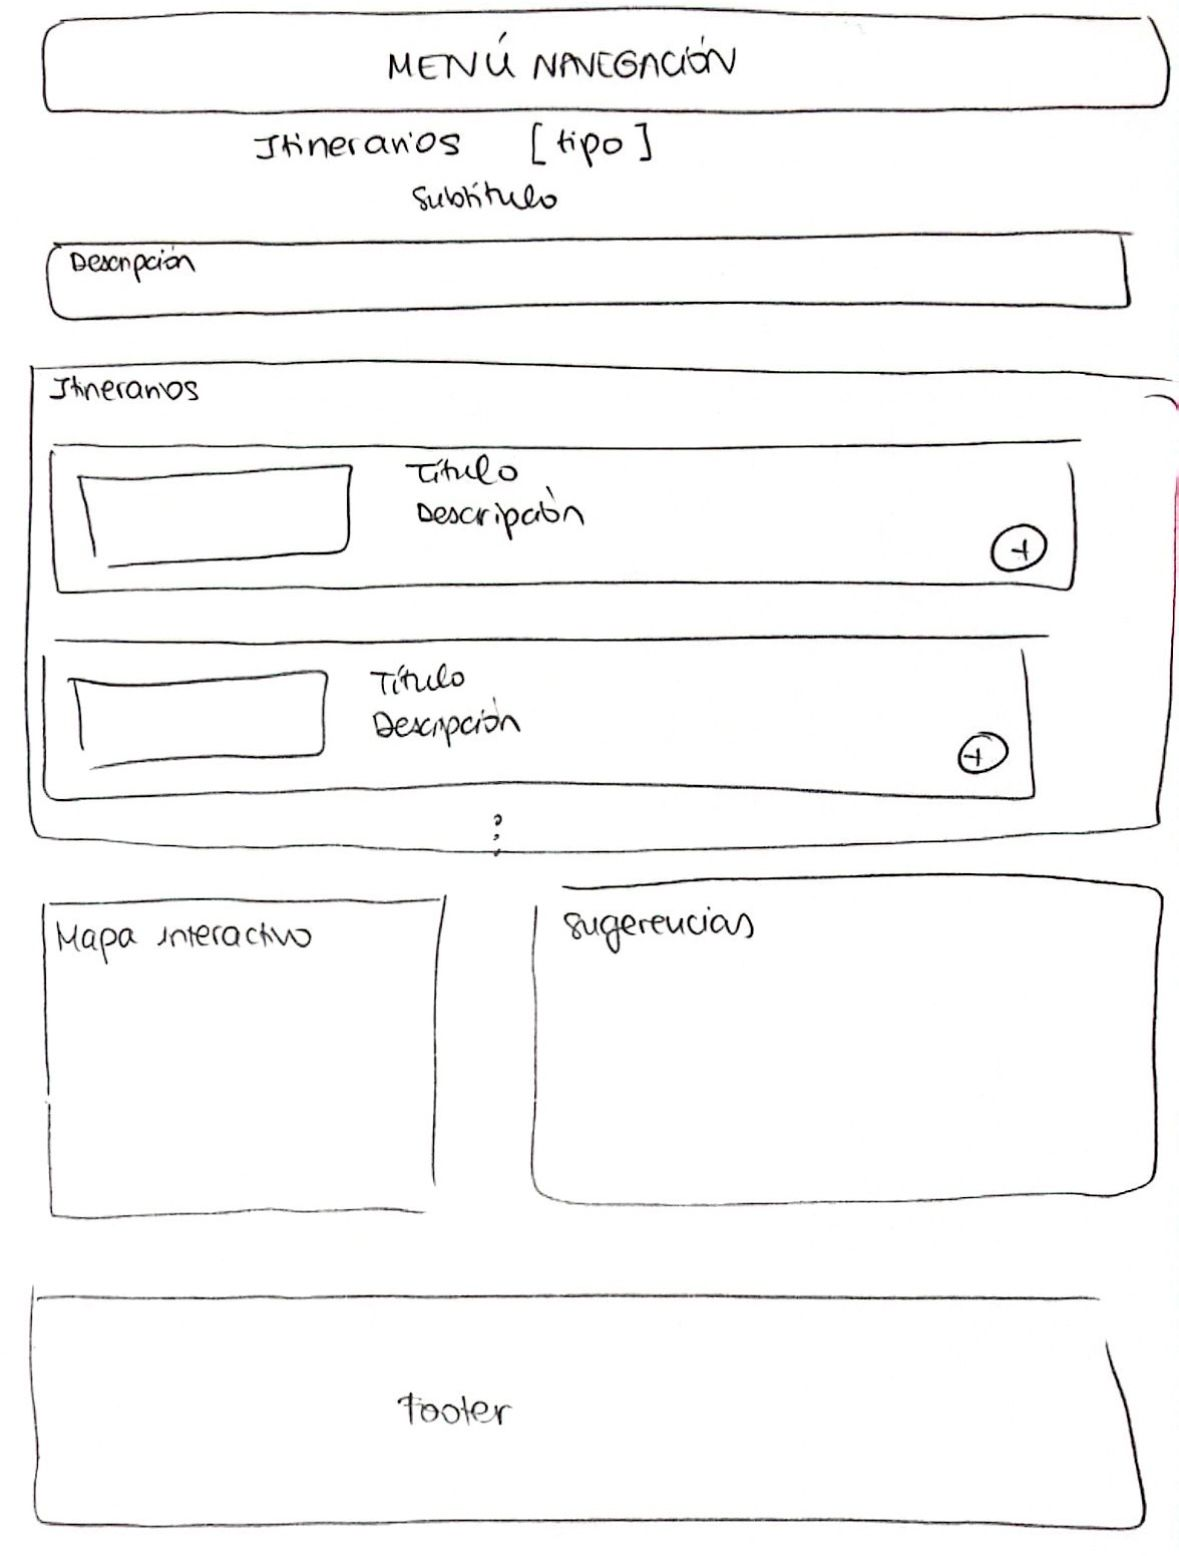 MENÚ NAVEGACIÓN
Itinerarios [tipo]
Subtítulo
Descripción
Itinerarios
Título
Descripción
+
Título
Descripción
+
Mapa interactivo
Sugerencias
Footer